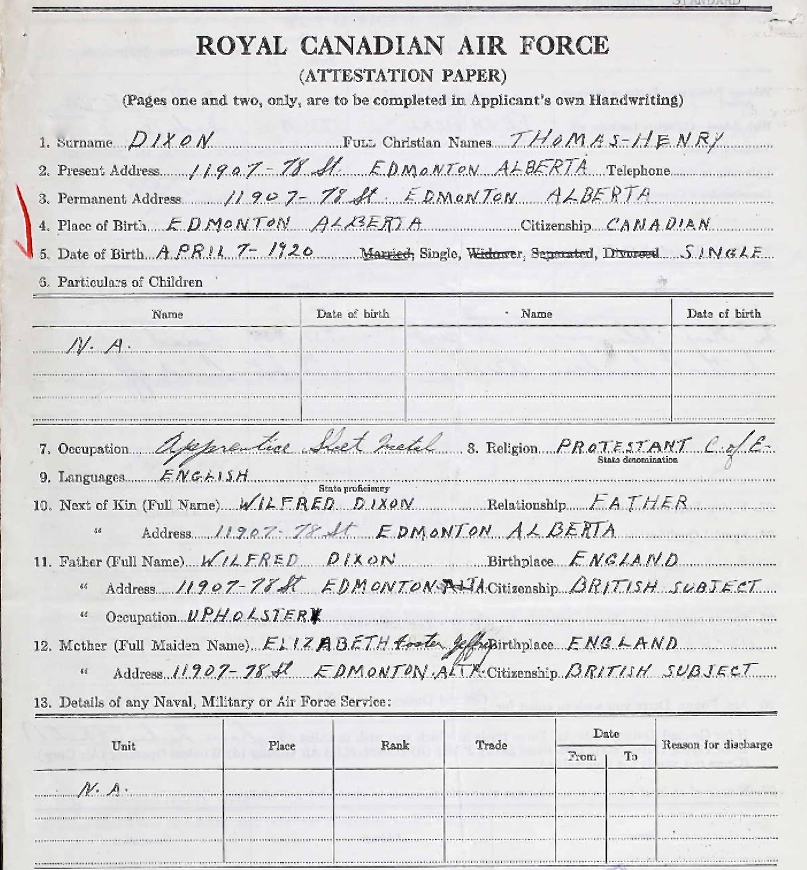 STANDARD
ROYAL CANADIAN AIR FORCE
(ATTESTATION PAPER)
(Pages one and two, only, are to be completed in Applicant's own Handwriting)
1. Surname DIXON Full Christian Names THOMAS-HENRY
2. Present Address 11907-78 St. EDMONTON ALBERTA Telephone
3. Permanent Address 11907-78 St. EDMONTON ALBERTA
4. Place of Birth EDMONTON ALBERTA Citizenship CANADIAN
5. Date of Birth APRIL 7-1920 Married, Single, Widower, Separated, Divorced SINGLE
6. Particulars of Children
Name Date of birth Name Date of birth
N. A.
7. Occupation Apprentice Sheet Metal 8. Religion PROTESTANT C. of E-
State denomination
9. Languages ENGLISH
State proficiency
10. Next of Kin (Full Name) WILFRED DIXON Relationship FATHER
" Address 11907-78 St EDMONTON ALBERTA
11. Father (Full Name) WILFRED DIXON Birthplace ENGLAND
" Address 11907-78 St EDMONTON. ALTA Citizenship BRITISH SUBJECT
" Occupation UPHOLSTER
12. Mother (Full Maiden Name) ELIZABETH Foster Birthplace ENGLAND
" Address 11907-78 St EDMONTON. ALTA. Citizenship BRITISH SUBJECT
13. Details of any Naval, Military or Air Force Service:
Unit Place Rank Trade Date Reason for discharge
From To
N. A.